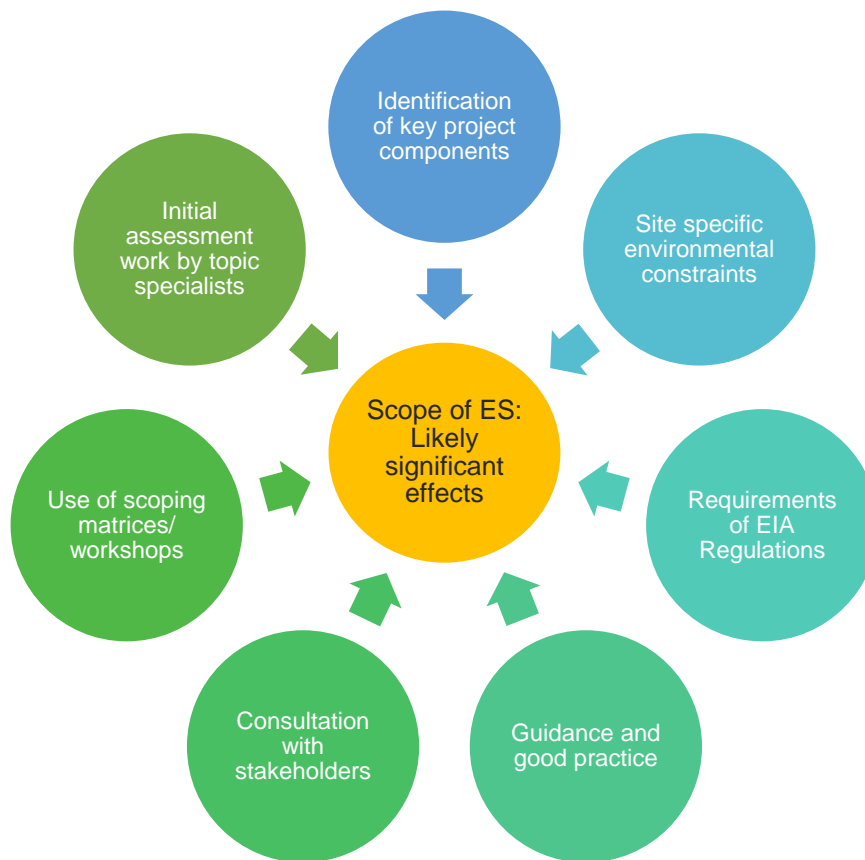 Identification
of key project
components
Site specific
environmental
constraints
Requirements
of EIA
Regulations
Guidance and
good practice
Consultation
with
stakeholders
Use of scoping
matrices/
workshops
Initial
assessment
work by topic
specialists
Scope of ES:
Likely
significant
effects